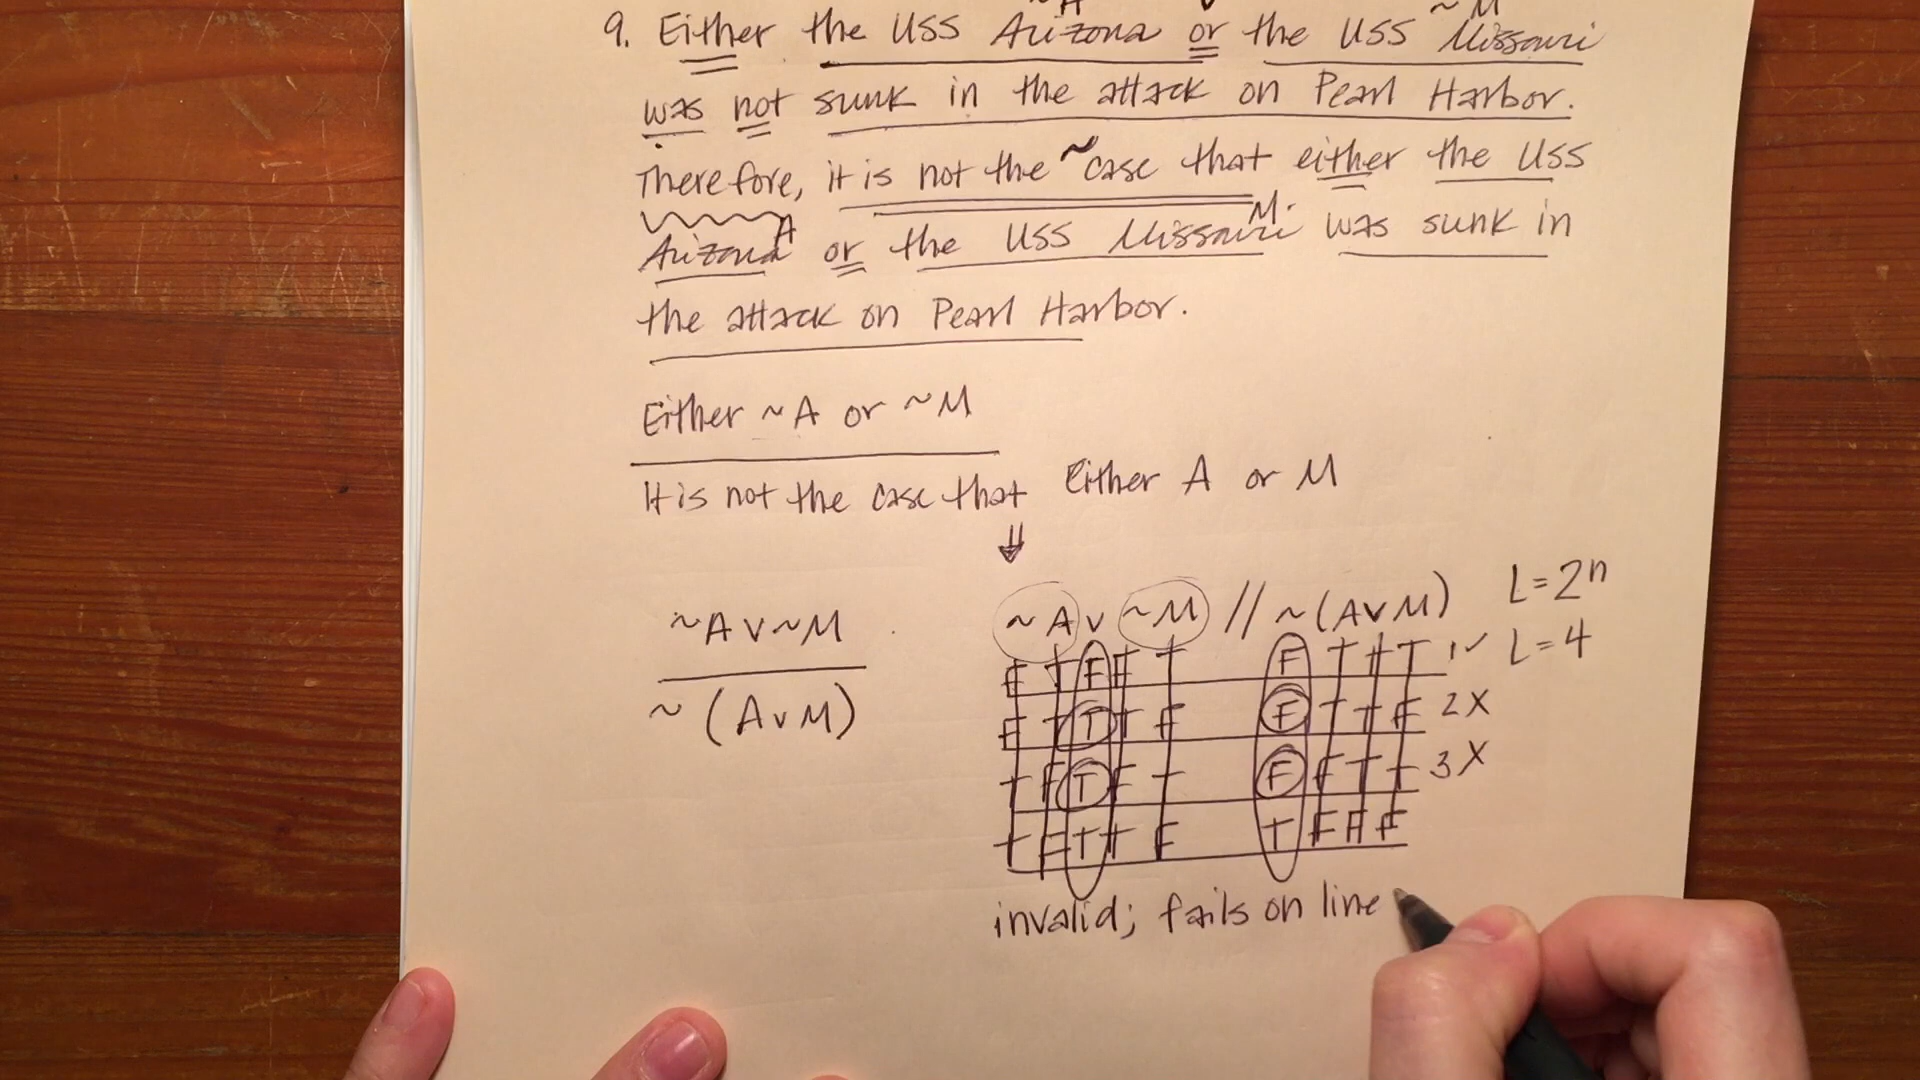 ~A v ~M
9. Either the USS Arizona or the USS Missouri
was not sunk in the attack on Pearl Harbor.
Therefore, it is not the ~ case that either the USS
A M.
Arizona or the USS Missouri was sunk in
the attack on Pearl Harbor.
Either ~A or ~M
It is not the case that Either A or M
⇓
~A v ~M
~(A v M)
~A v ~M // ~(A v M) L=2ⁿ
F T F F T F T T T 1✓ L=4
F T T T F F T T F 2X
T F T F T F F T T 3X
T F T T F T F F F
invalid; fails on line